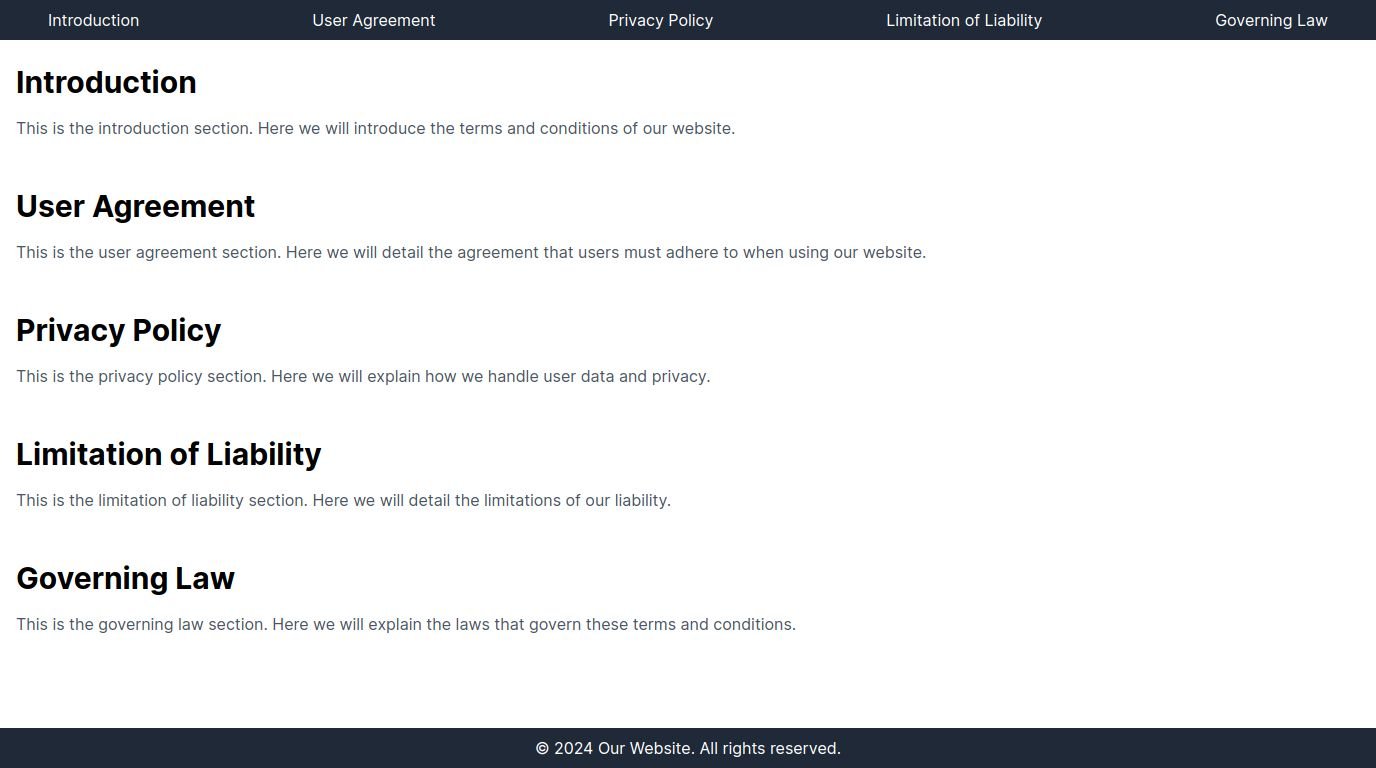 Introduction User Agreement Privacy Policy Limitation of Liability Governing Law
Introduction
This is the introduction section. Here we will introduce the terms and conditions of our website.
User Agreement
This is the user agreement section. Here we will detail the agreement that users must adhere to when using our website.
Privacy Policy
This is the privacy policy section. Here we will explain how we handle user data and privacy.
Limitation of Liability
This is the limitation of liability section. Here we will detail the limitations of our liability.
Governing Law
This is the governing law section. Here we will explain the laws that govern these terms and conditions.
© 2024 Our Website. All rights reserved.